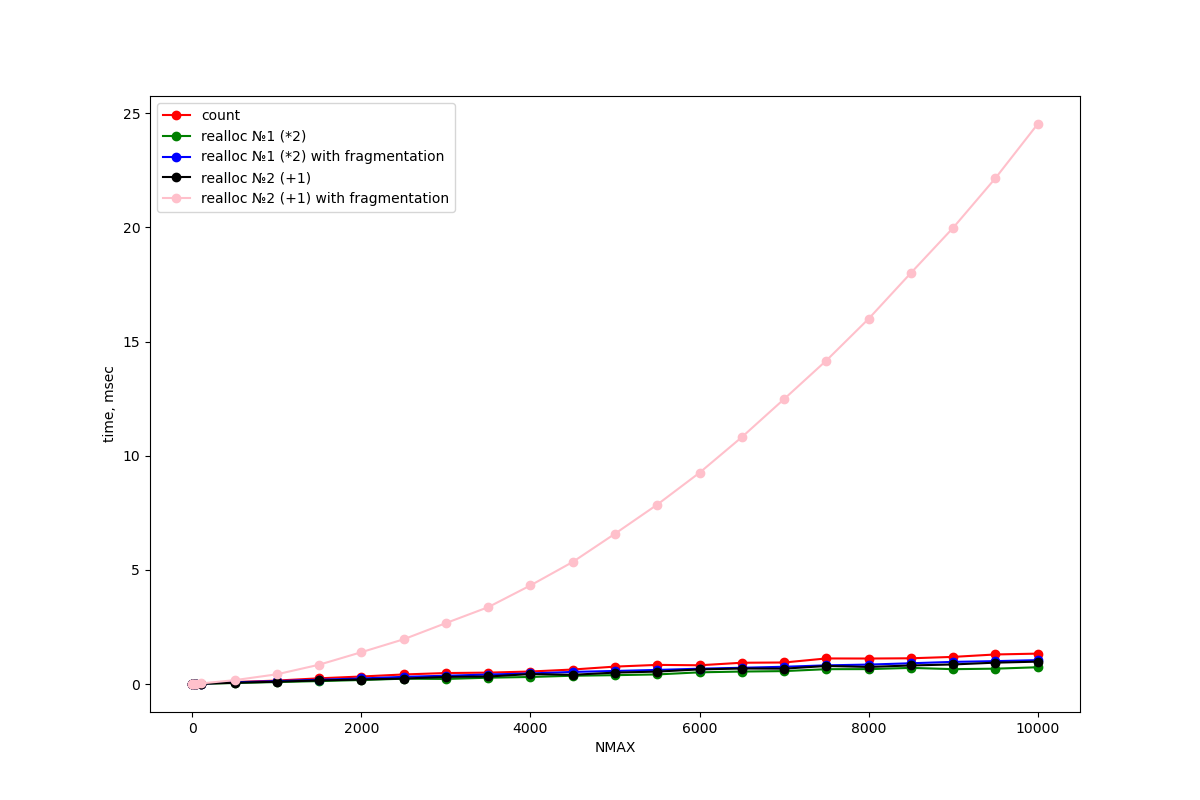 count
realloc №1 (*2)
realloc №1 (*2) with fragmentation
realloc №2 (+1)
realloc №2 (+1) with fragmentation
25
20
15
10
5
0
time, msec
0 2000 4000 6000 8000 10000
NMAX